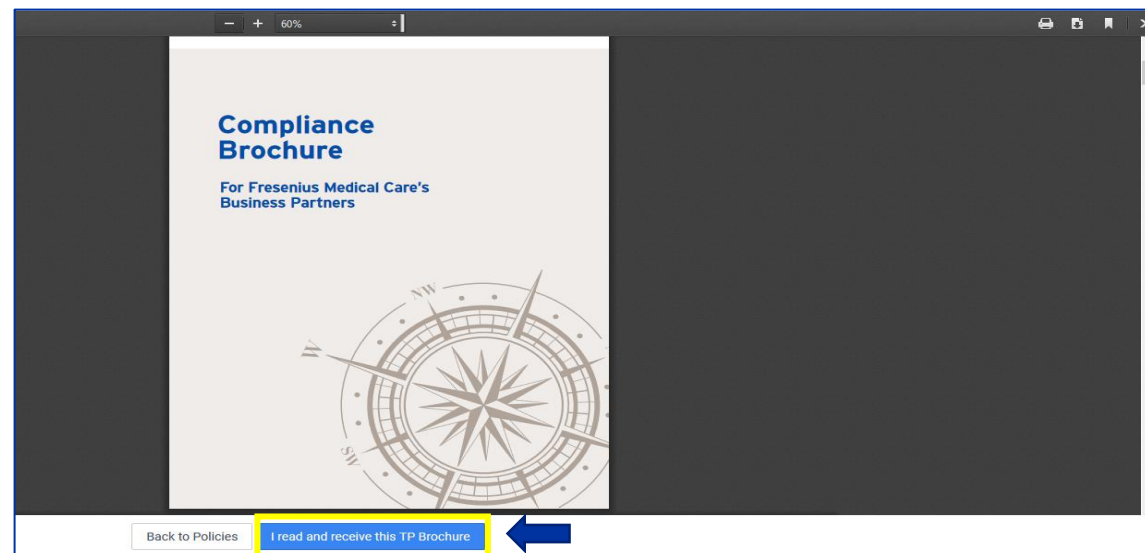 60%
Compliance
Brochure
For Fresenius Medical Care's
Business Partners
NW
W
SW
Back to Policies
I read and receive this TP Brochure